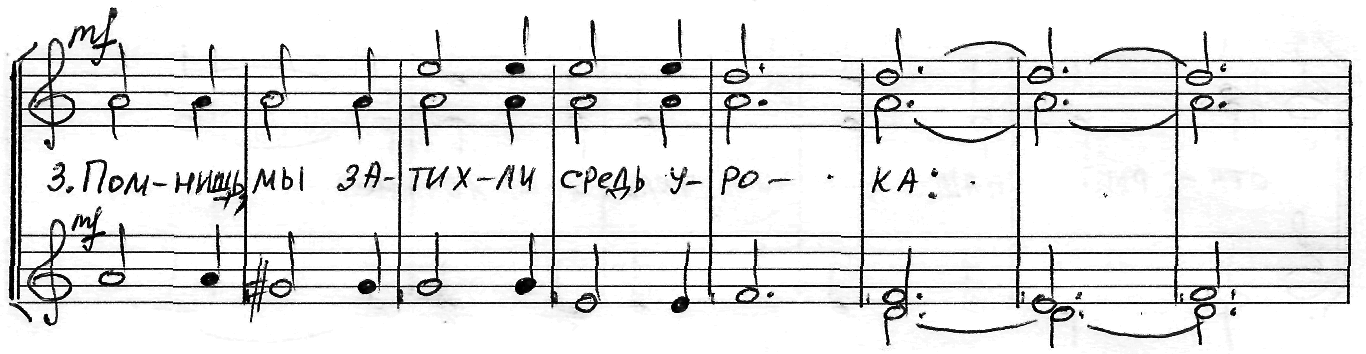 mf
3. Пом-нишь, мы за-тих-ли средь у-ро-ка:
mf